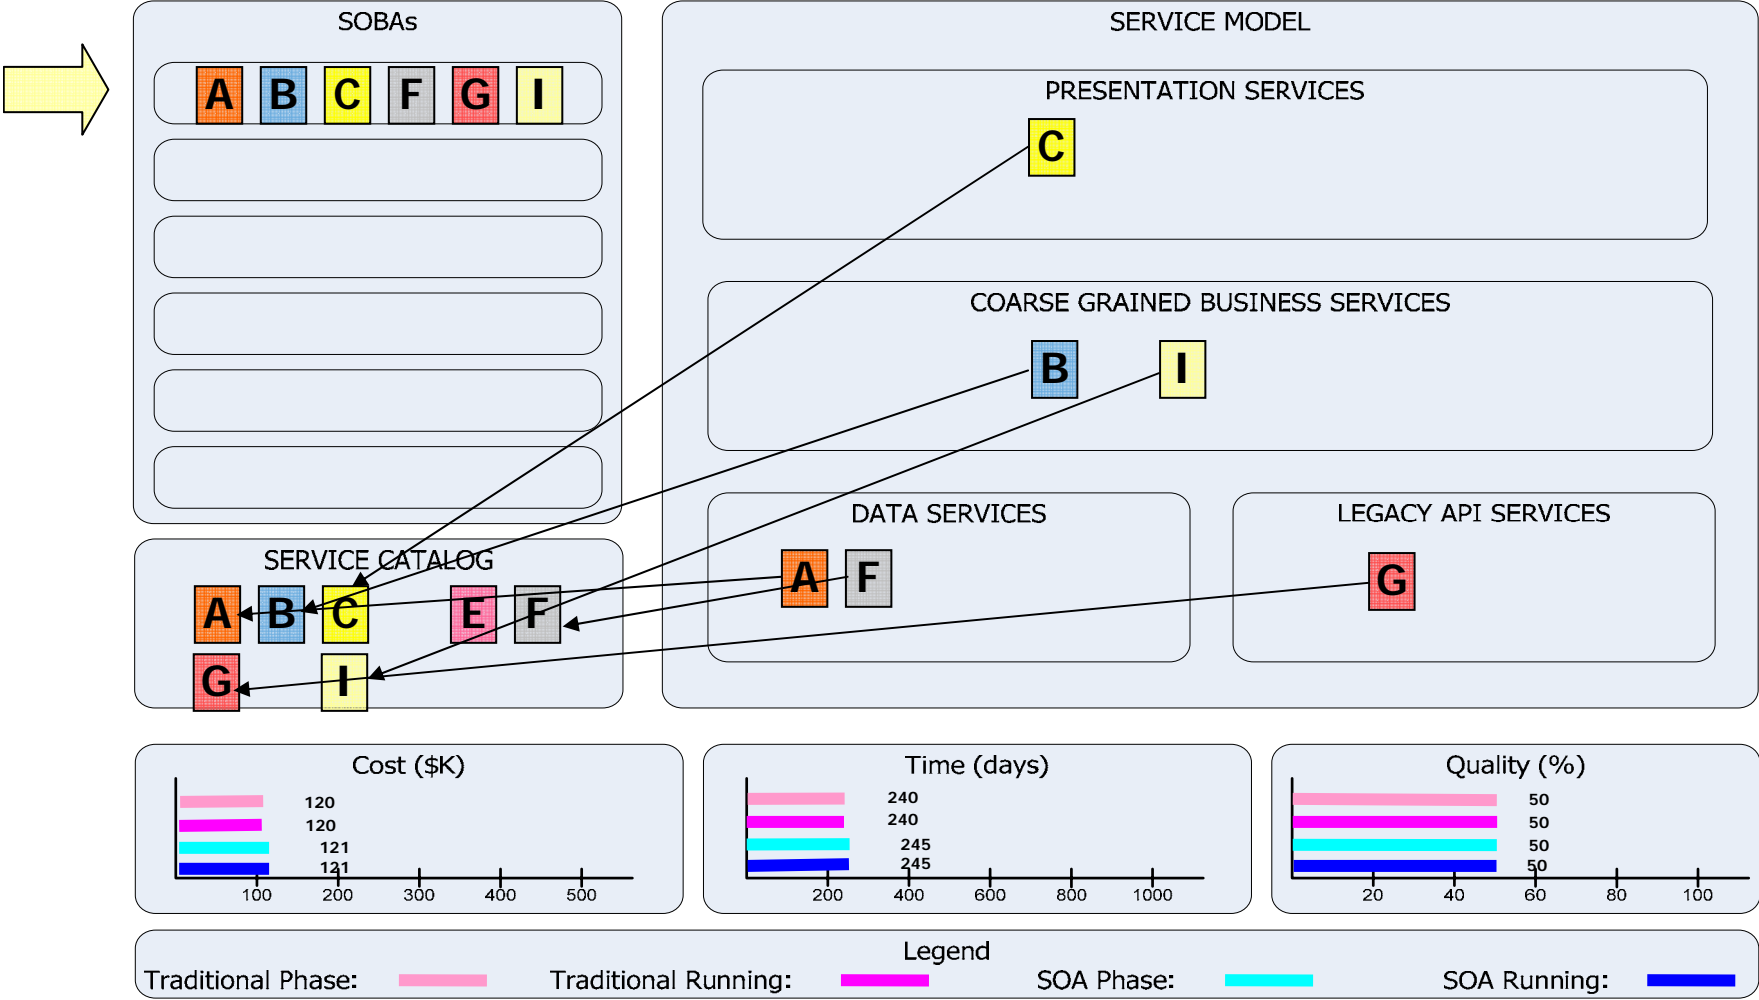 SOBAs
A B C F G I
SERVICE MODEL
PRESENTATION SERVICES
C
COARSE GRAINED BUSINESS SERVICES
B I
DATA SERVICES
A F
LEGACY API SERVICES
G
SERVICE CATALOG
A B C E F
G I
Cost ($K)
120
120
121
121
100 200 300 400 500
Time (days)
240
240
245
245
200 400 600 800 1000
Quality (%)
50
50
50
50
20 40 60 80 100
Legend
Traditional Phase: Traditional Running: SOA Phase: SOA Running: